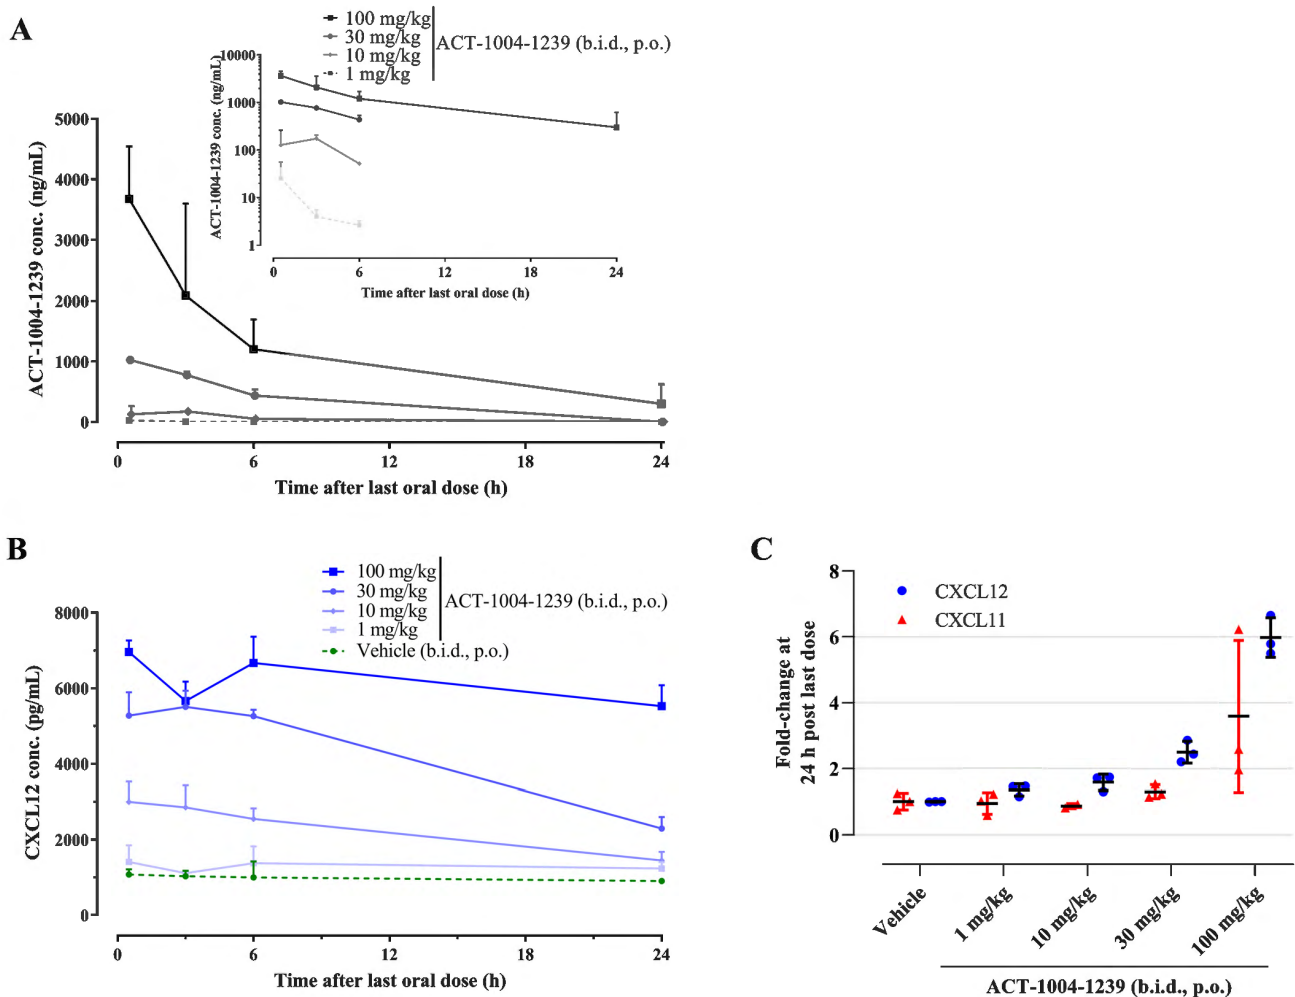 A
100 mg/kg
30 mg/kg
10 mg/kg
1 mg/kg
ACT-1004-1239 (b.i.d., p.o.)
ACT-1004-1239 conc. (ng/mL)
10000
1000
100
10
1
0 6 12 18 24
Time after last oral dose (h)
ACT-1004-1239 conc. (ng/mL)
5000
4000
3000
2000
1000
0
0 6 12 18 24
Time after last oral dose (h)
B
100 mg/kg
30 mg/kg
10 mg/kg
1 mg/kg
Vehicle (b.i.d., p.o.)
ACT-1004-1239 (b.i.d., p.o.)
CXCL12 conc. (pg/mL)
8000
6000
4000
2000
0
0 6 12 18 24
Time after last oral dose (h)
C
CXCL12
CXCL11
Fold-change at
24 h post last dose
8
6
4
2
0
Vehicle
1 mg/kg
10 mg/kg
30 mg/kg
100 mg/kg
ACT-1004-1239 (b.i.d., p.o.)